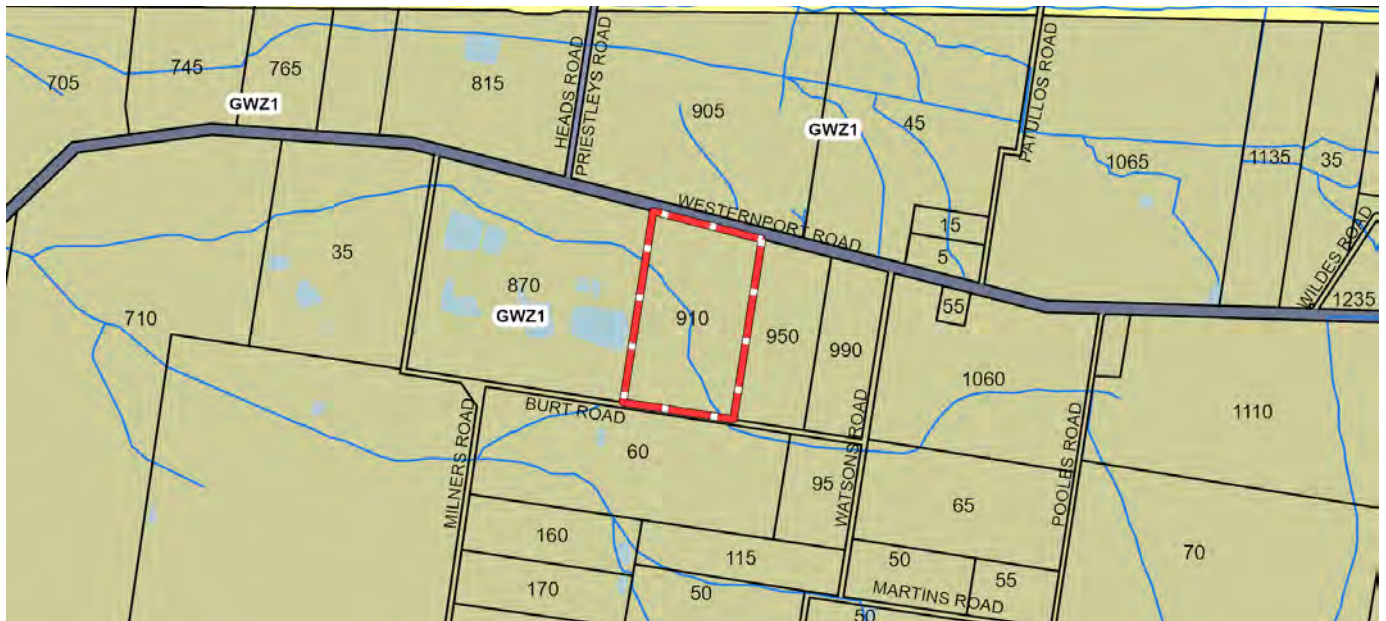 705
745
765
GWZ1
815
HEADS ROAD
PRIESTLEYS ROAD
905
GWZ1
45
PATULLOS ROAD
1065
1135
35
WILDES ROAD
1235
WESTERNPORT ROAD
15
5
55
35
710
870
GWZ1
910
950
990
1060
1110
BURT ROAD
60
95
WATSONS ROAD
65
POOLES ROAD
70
MILNERS ROAD
160
115
50
55
170
50
MARTINS ROAD
50